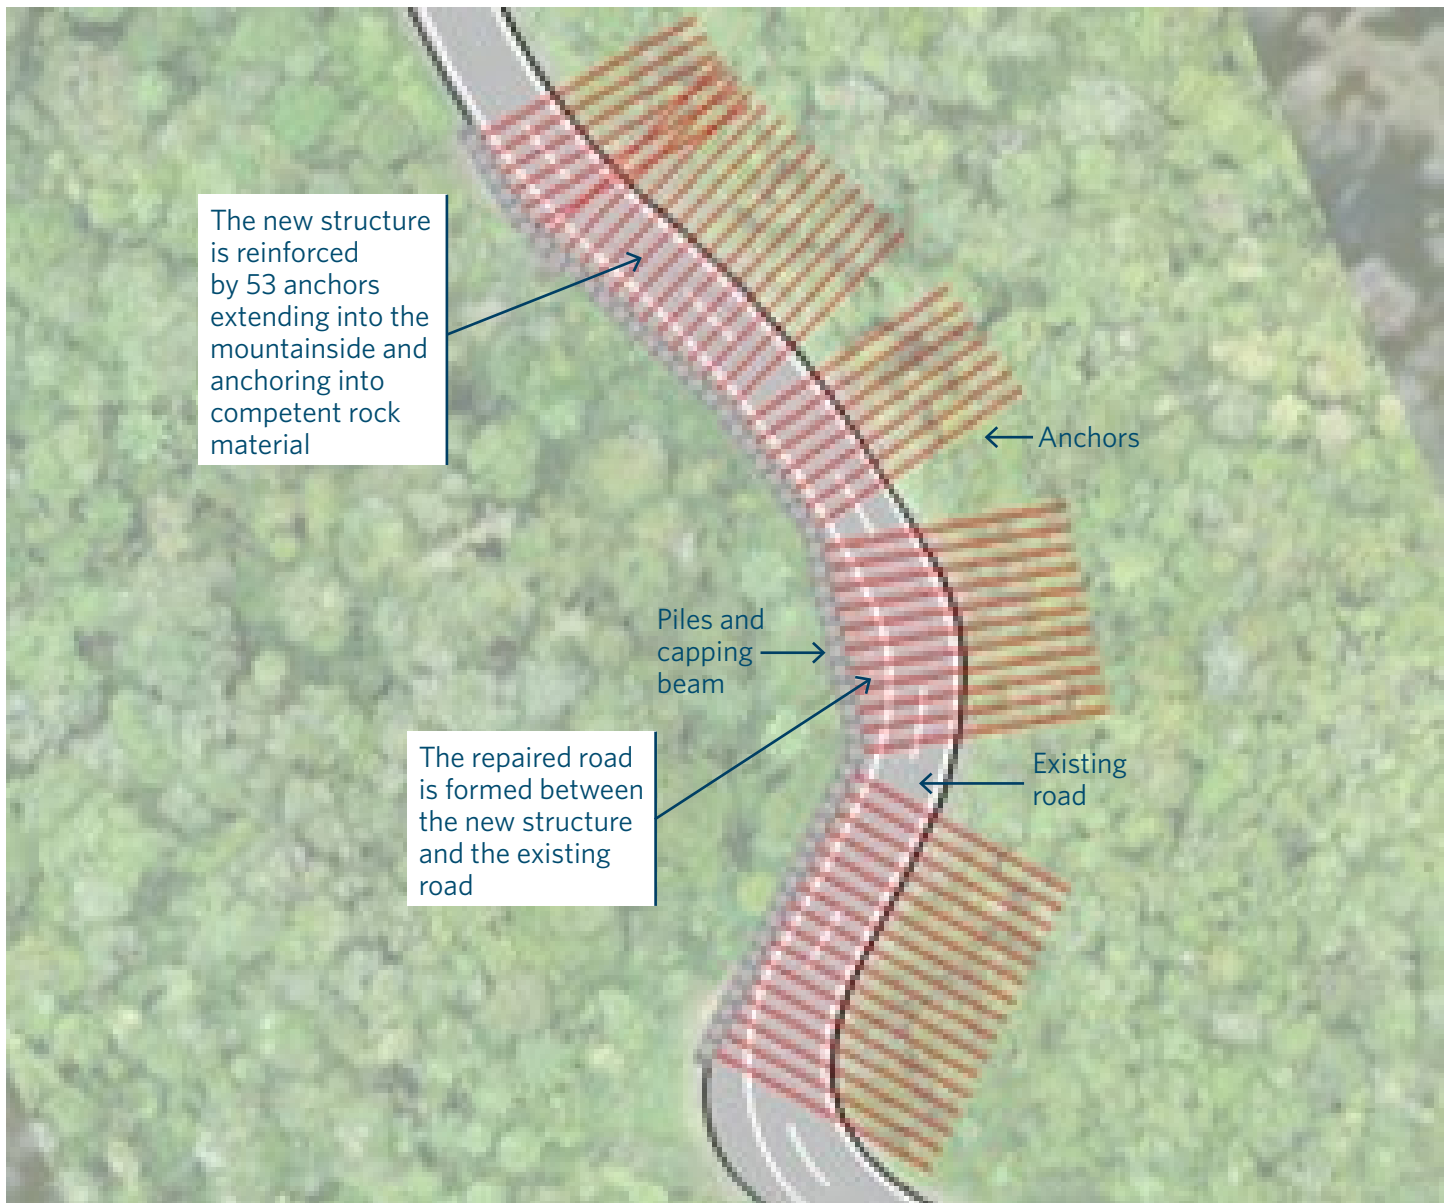 The new structure
is reinforced
by 53 anchors
extending into the
mountainside and
anchoring into
competent rock
material
Anchors
Piles and
capping
beam
The repaired road
is formed between
the new structure
and the existing
road
Existing
road